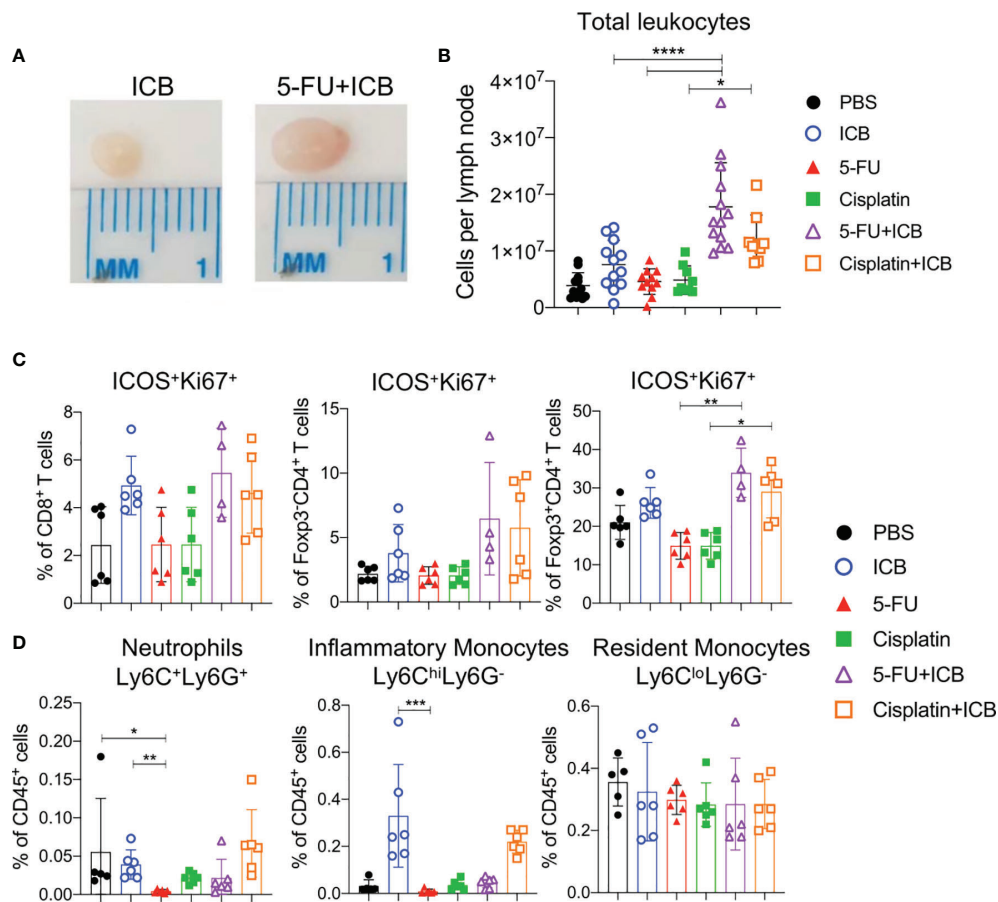 A
ICB
5-FU+ICB
MM
1
MM
1
B
Total leukocytes
Cells per lymph node
4×10⁷
3×10⁷
2×10⁷
1×10⁷
0
****
*
PBS
ICB
5-FU
Cisplatin
5-FU+ICB
Cisplatin+ICB
C
ICOS⁺Ki67⁺
% of CD8⁺ T cells
8
6
4
2
0
ICOS⁺Ki67⁺
% of Foxp3⁻CD4⁺ T cells
15
10
5
0
ICOS⁺Ki67⁺
% of Foxp3⁺CD4⁺ T cells
50
40
30
20
10
0
**
*
PBS
ICB
5-FU
Cisplatin
5-FU+ICB
Cisplatin+ICB
D
Neutrophils
Ly6C⁺Ly6G⁺
% of CD45⁺ cells
0.25
0.20
0.15
0.10
0.05
0.00
*
**
Inflammatory Monocytes
Ly6CʰⁱLy6G⁻
% of CD45⁺ cells
0.8
0.6
0.4
0.2
0.0
***
Resident Monocytes
Ly6CˡᵒLy6G⁻
% of CD45⁺ cells
0.6
0.4
0.2
0.0